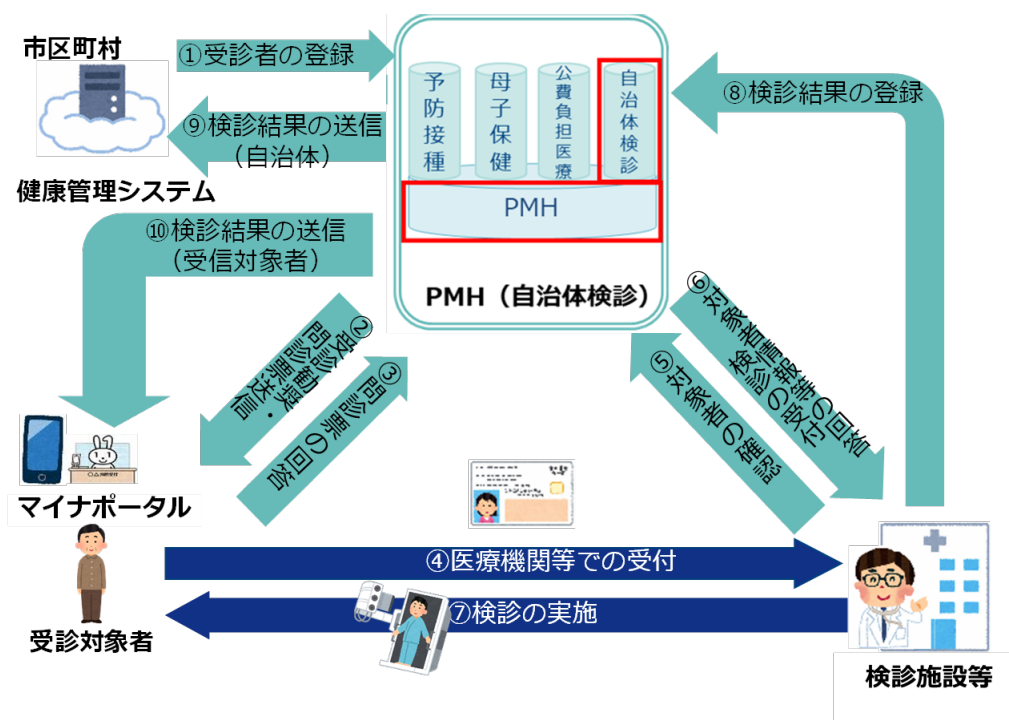 市区町村
健康管理システム
①受診者の登録
⑨検診結果の送信
（自治体）
⑩検診結果の送信
（受信対象者）
予防接種
母子保健
公費負担医療
自治体検診
PMH
PMH（自治体検診）
⑧検診結果の登録
②受診勧奨・
問診票送信
③問診票の回答
⑤対象者の確認
⑥対象者情報等の回答
検診の受付
マイナポータル
④医療機関等での受付
⑦検診の実施
受診対象者
検診施設等